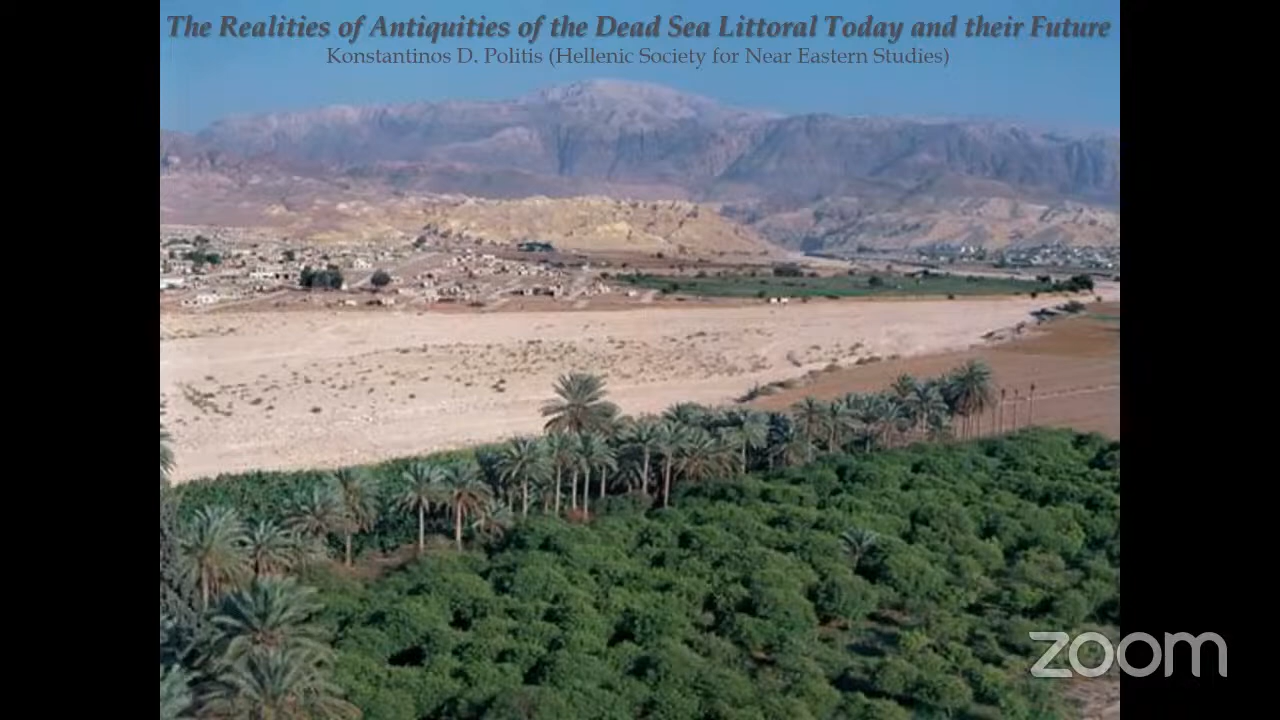 The Realities of Antiquities of the Dead Sea Littoral Today and their Future
Konstantinos D. Politis (Hellenic Society for Near Eastern Studies)
zoom